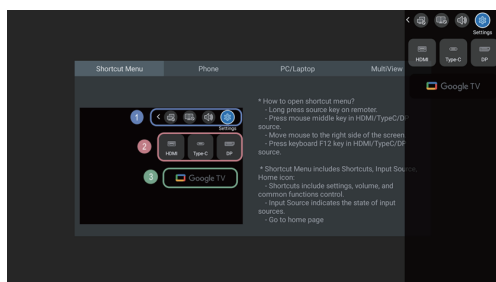 Settings
HDMI Type-C DP
Google TV
Shortcut Menu Phone PC/Laptop MultiView
1
Settings
2
HDMI Type-C DP
3 Google TV
* How to open shortcut menu?
- Long press source key on remoter.
- Press mouse middle key in HDMI/TypeC/DP
source.
- Move mouse to the right side of the screen
- Press keyboard F12 key in HDMI/TypeC/DP
source.
* Shortcut Menu includes Shortcuts, Input Source,
Home icon:
- Shortcuts include settings, volume, and
common functions control.
- Input Source indicates the state of input
sources.
- Go to home page